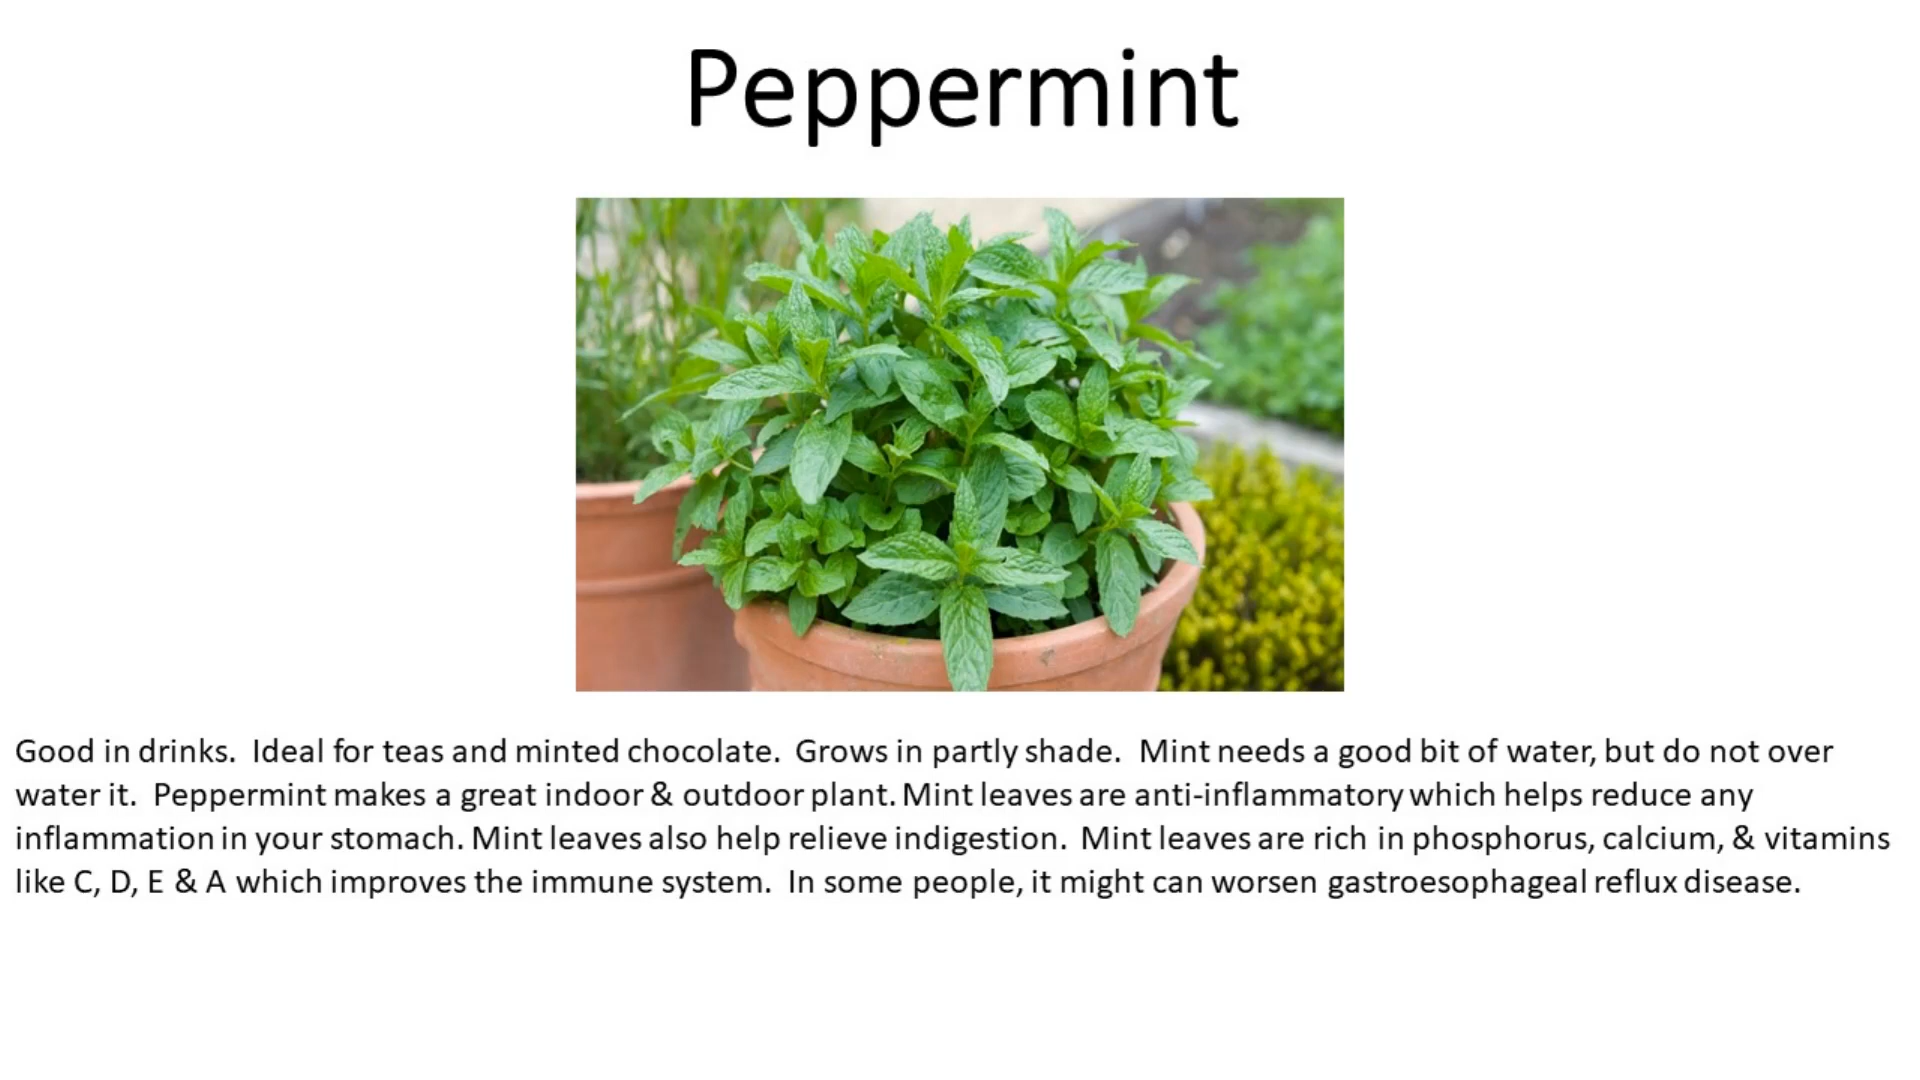 Peppermint
Good in drinks.  Ideal for teas and minted chocolate.  Grows in partly shade.  Mint needs a good bit of water, but do not over
water it.  Peppermint makes a great indoor & outdoor plant. Mint leaves are anti-inflammatory which helps reduce any
inflammation in your stomach. Mint leaves also help relieve indigestion.  Mint leaves are rich in phosphorus, calcium, & vitamins
like C, D, E & A which improves the immune system.  In some people, it might can worsen gastroesophageal reflux disease.